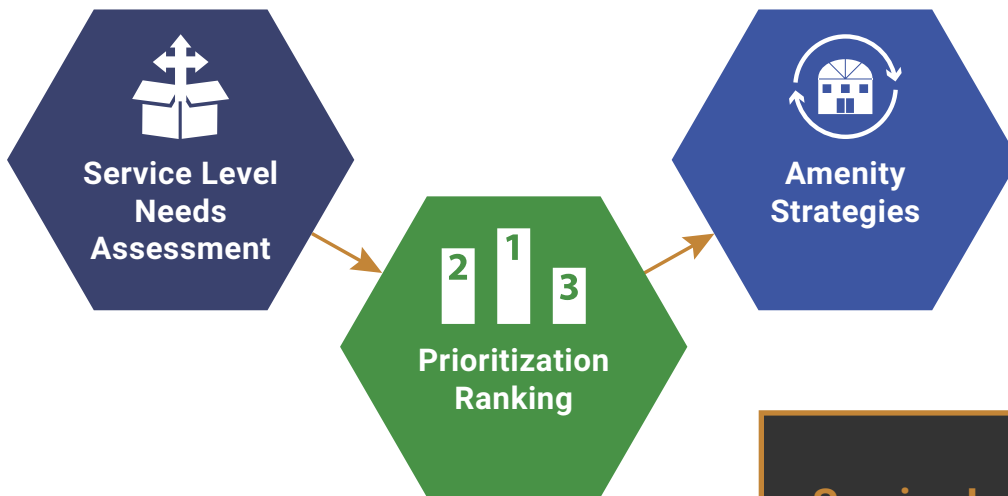 Service Level
Needs
Assessment
Amenity
Strategies
2
1
3
Prioritization
Ranking